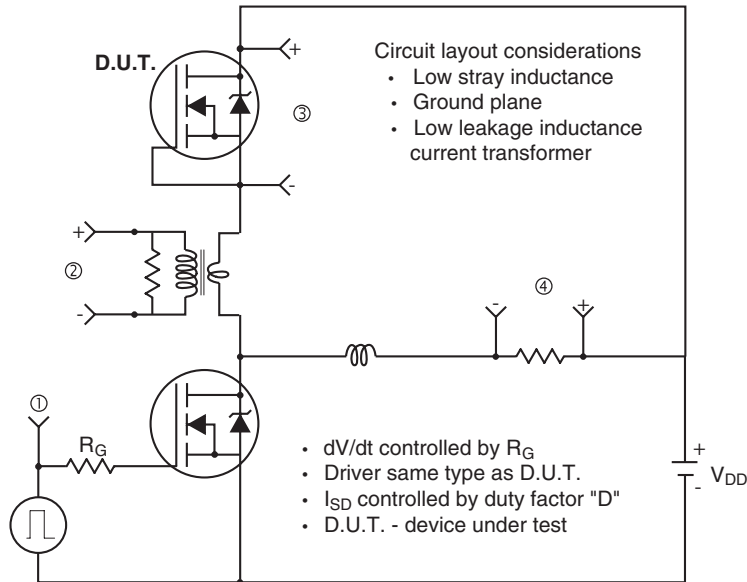 D.U.T.
+
③
-
Circuit layout considerations
• Low stray inductance
• Ground plane
• Low leakage inductance
current transformer
+
②
-
-
④
+
①
RG
• dV/dt controlled by RG
• Driver same type as D.U.T.
• ISD controlled by duty factor "D"
• D.U.T. - device under test
+
-
VDD